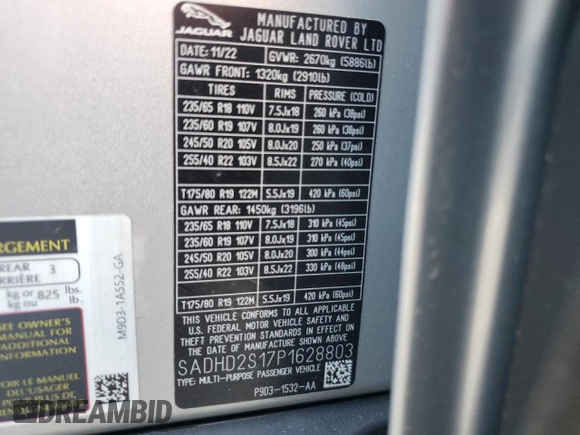 JAGUAR
MANUFACTURED BY
JAGUAR LAND ROVER LTD
DATE: 11/22 GVWR: 2670kg (5886lb)
GAWR FRONT: 1320kg (2910lb)
TIRES RIMS PRESSURE (COLD)
235/65 R18 110V 7.5Jx18 260 kPa (38psi)
235/60 R19 107V 8.0Jx19 260 kPa (38psi)
245/50 R20 105V 8.0Jx20 250 kPa (37psi)
255/40 R22 103V 8.5Jx22 270 kPa (40psi)
T175/80 R19 122M 5.5Jx19 420 kPa (60psi)
GAWR REAR: 1450kg (3196lb)
235/65 R18 110V 7.5Jx18 310 kPa (45psi)
235/60 R19 107V 8.0Jx19 310 kPa (45psi)
245/50 R20 105V 8.0Jx20 300 kPa (44psi)
255/40 R22 103V 8.5Jx22 330 kPa (48psi)
T175/80 R19 122M 5.5Jx19 420 kPa (60psi)
THIS VEHICLE CONFORMS TO ALL APPLICABLE
U.S. FEDERAL MOTOR VEHICLE SAFETY AND
THEFT PREVENTION STANDARDS IN EFFECT ON
THE DATE OF MANUFACTURE SHOWN ABOVE.
SADHD2S17P1628803
TYPE: MULTI-PURPOSE PASSENGER VEHICLE
P9D3-1532-AA
M9D3-1A552-GA
RGEMENT
REAR 3
RRIÈRE
kg or 825 lbs.
kg ou lb.
SEE OWNER'S
MANUAL FOR
ADDITIONAL
INFORMATION
autobidcar